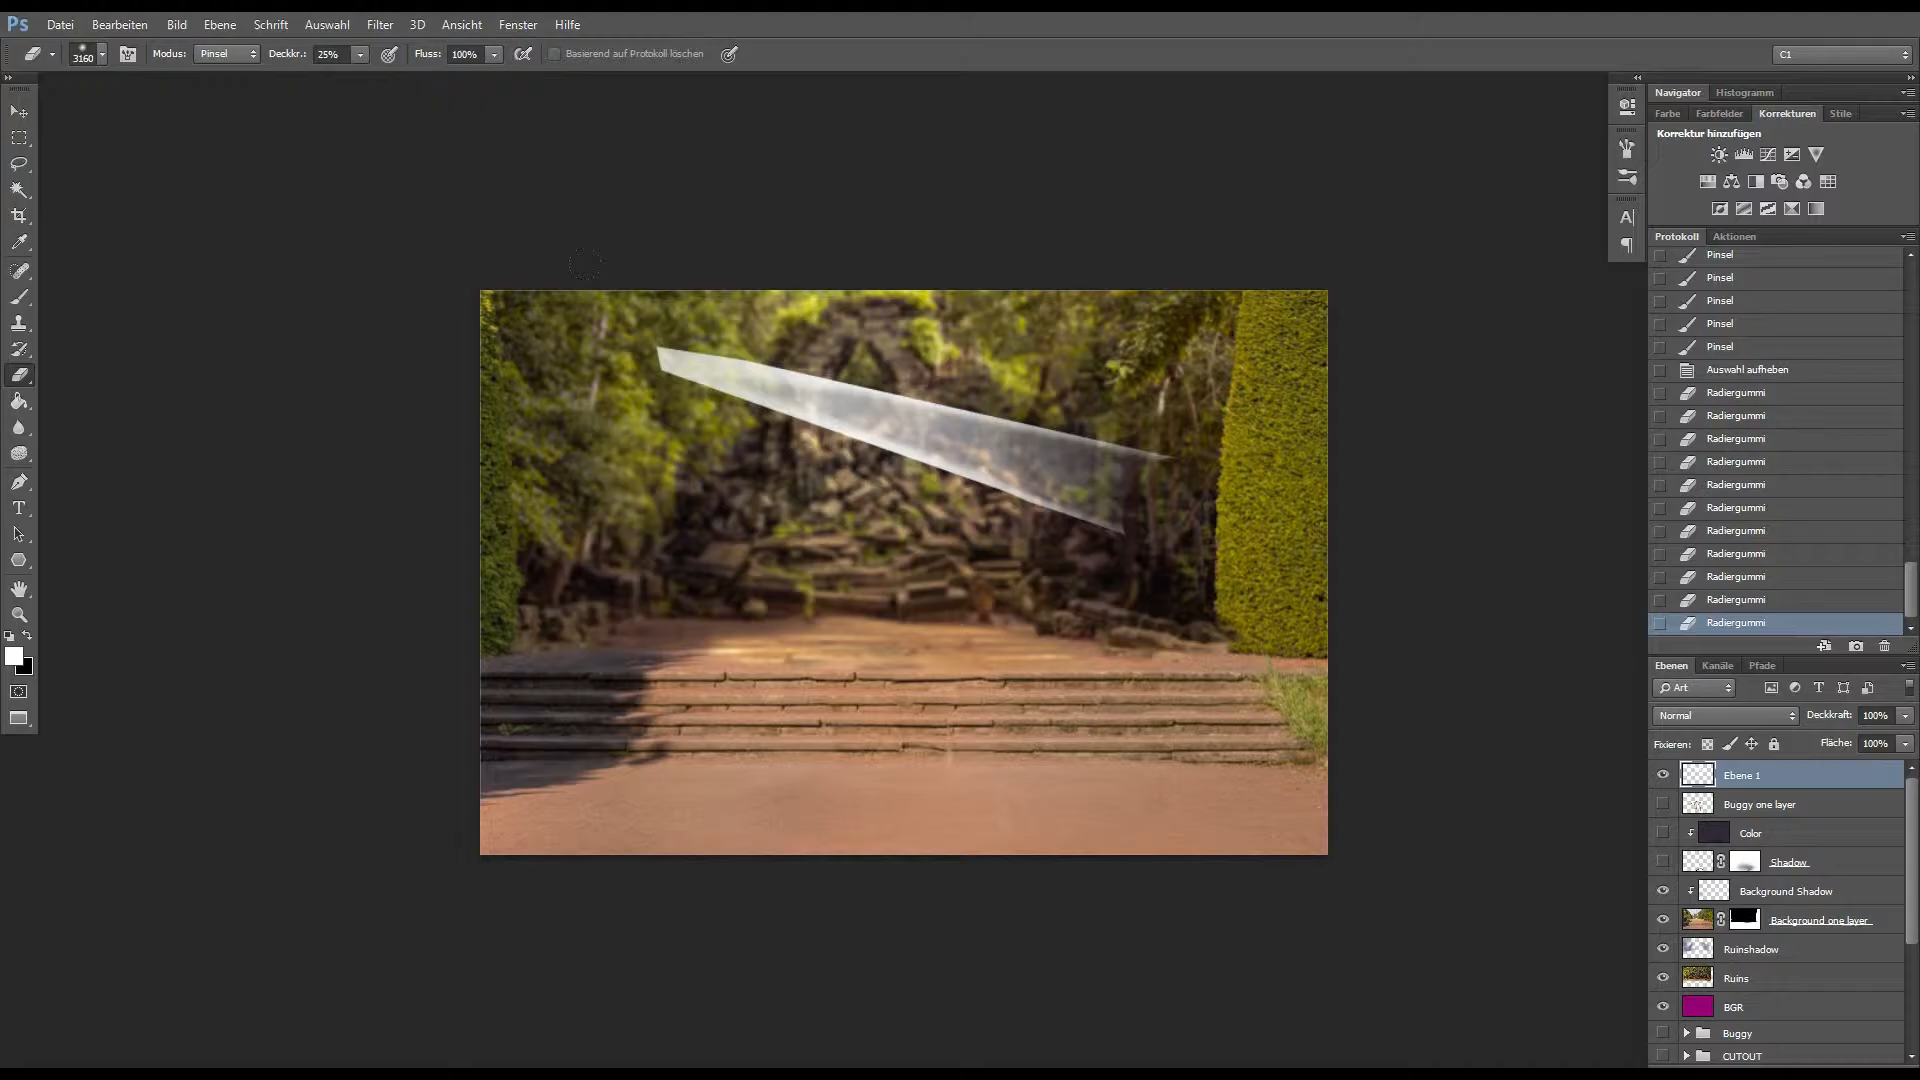 Ps Datei Bearbeiten Bild Ebene Schrift Auswahl Filter 3D Ansicht Fenster Hilfe
3160 Modus: Pinsel Deckkr.: 25% Fluss: 100% Basierend auf Protokoll löschen C1
Navigator Histogramm
Farbe Farbfelder Korrekturen Stile
Korrektur hinzufügen
Protokoll Aktionen
Pinsel
Pinsel
Pinsel
Pinsel
Pinsel
Auswahl aufheben
Radiergummi
Radiergummi
Radiergummi
Radiergummi
Radiergummi
Radiergummi
Radiergummi
Radiergummi
Radiergummi
Radiergummi
Radiergummi
Ebenen Kanäle Pfade
Art
Normal Deckkraft: 100%
Fixieren: Fläche: 100%
Ebene 1
Buggy one layer
Color
Shadow
Background Shadow
Background one layer
Ruinshadow
Ruins
BGR
Buggy
CUTOUT